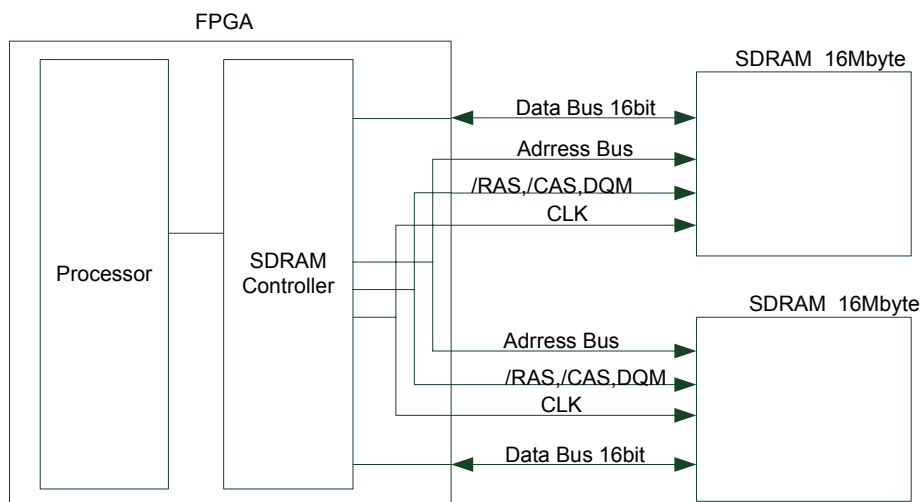 FPGA
SDRAM 16Mbyte
Data Bus 16bit
Adrress Bus
/RAS,/CAS,DQM
CLK
Processor
SDRAM
Controller
SDRAM 16Mbyte
Adrress Bus
/RAS,/CAS,DQM
CLK
Data Bus 16bit